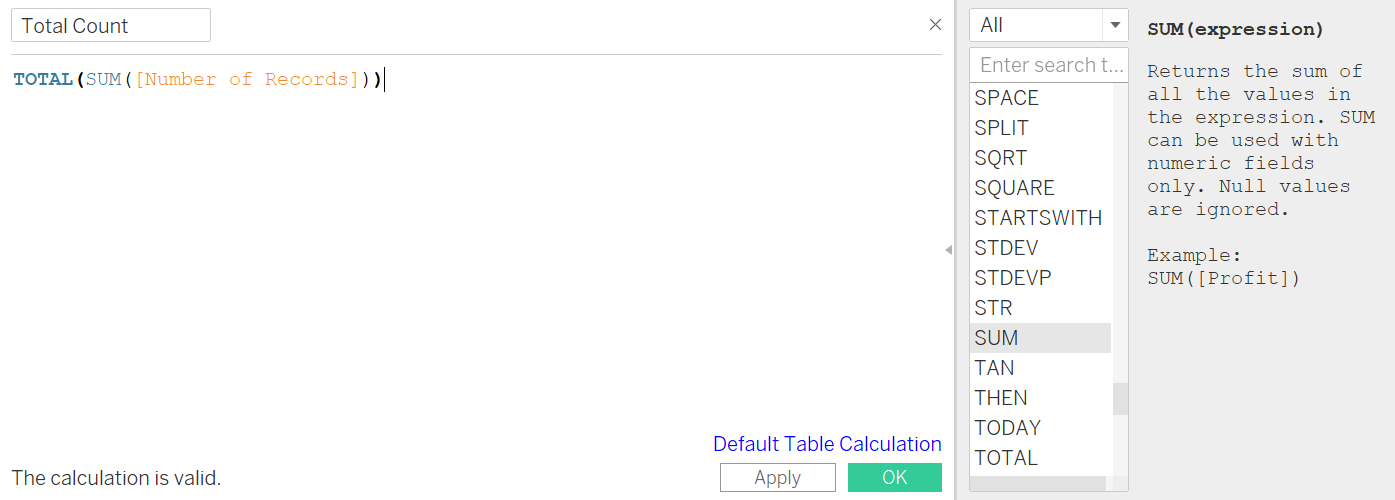 Total Count
TOTAL(SUM([Number of Records]))
Default Table Calculation
The calculation is valid.
Apply
OK
All
Enter search t...
SPACE
SPLIT
SQRT
SQUARE
STARTSWITH
STDEV
STDEVP
STR
SUM
TAN
THEN
TODAY
TOTAL
SUM(expression)
Returns the sum of
all the values in
the expression. SUM
can be used with
numeric fields
only. Null values
are ignored.
Example:
SUM([Profit])